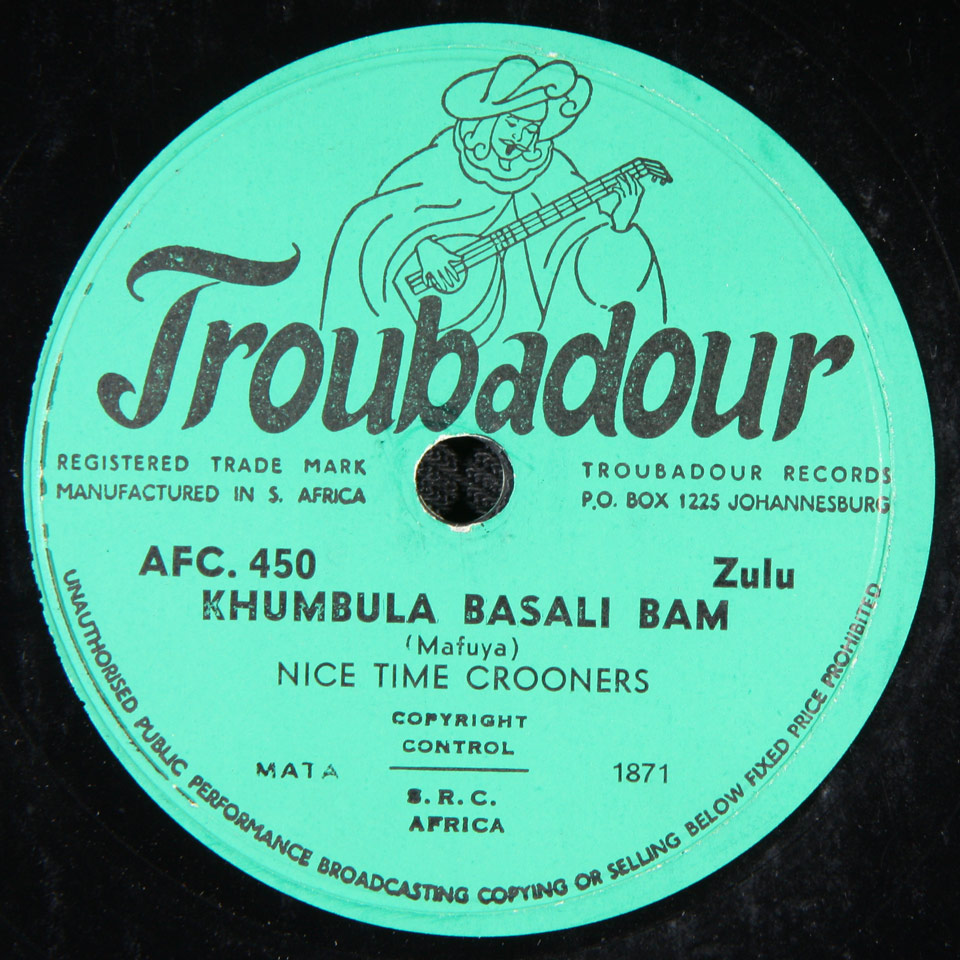 Troubadour
REGISTERED TRADE MARK
MANUFACTURED IN S. AFRICA
TROUBADOUR RECORDS
P.O. BOX 1225 JOHANNESBURG
AFC. 450
Zulu
KHUMBULA BASALI BAM
(Mafuya)
NICE TIME CROONERS
COPYRIGHT
CONTROL
MATA
1871
S.R.C.
AFRICA
UNAUTHORISED PUBLIC PERFORMANCE BROADCASTING COPYING OR SELLING BELOW FIXED PRICE PROHIBITED